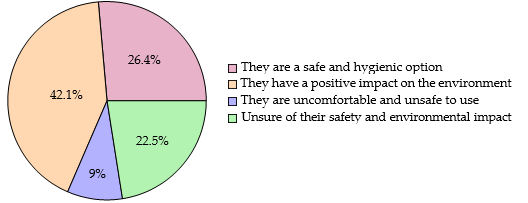 26.4%
42.1%
22.5%
9%
They are a safe and hygienic option
They have a positive impact on the environment
They are uncomfortable and unsafe to use
Unsure of their safety and environmental impact